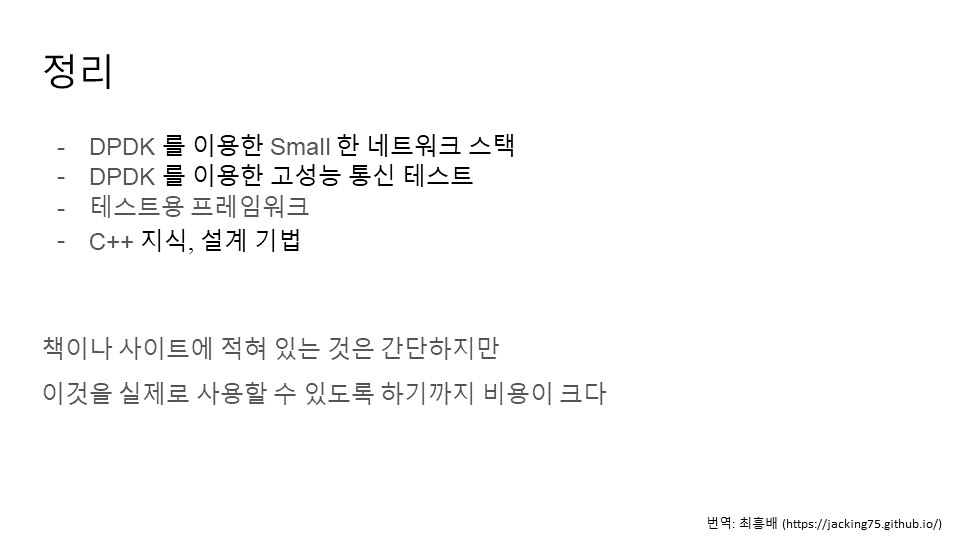 정리
- DPDK 를 이용한 Small 한 네트워크 스택
- DPDK 를 이용한 고성능 통신 테스트
- 테스트용 프레임워크
- C++ 지식, 설계 기법
책이나 사이트에 적혀 있는 것은 간단하지만
이것을 실제로 사용할 수 있도록 하기까지 비용이 크다
번역: 최흥배 (https://jacking75.github.io/)